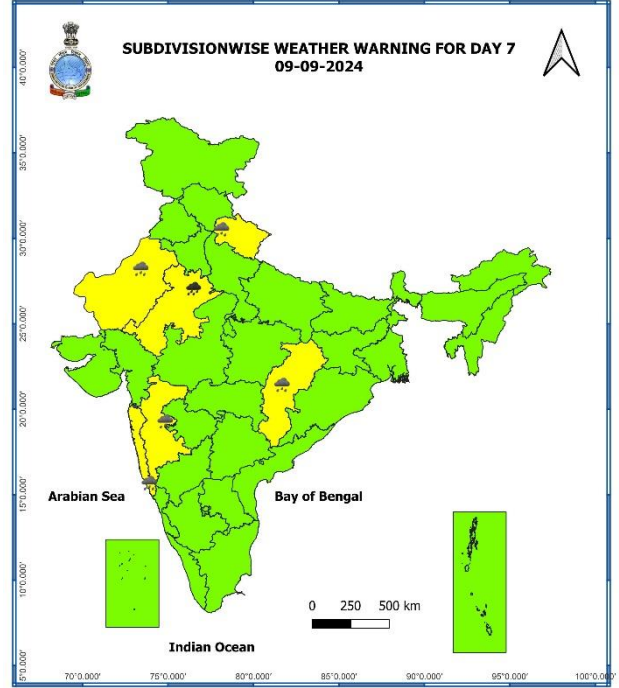 SUBDIVISIONWISE WEATHER WARNING FOR DAY 7
09-09-2024
40°0.000'
35°0.000'
30°0.000'
25°0.000'
20°0.000'
15°0.000'
10°0.000'
5°0.000'
Arabian Sea
Bay of Bengal
0 250 500 km
Indian Ocean
70°0.000' 75°0.000' 80°0.000' 85°0.000' 90°0.000' 95°0.000' 100°0.000'